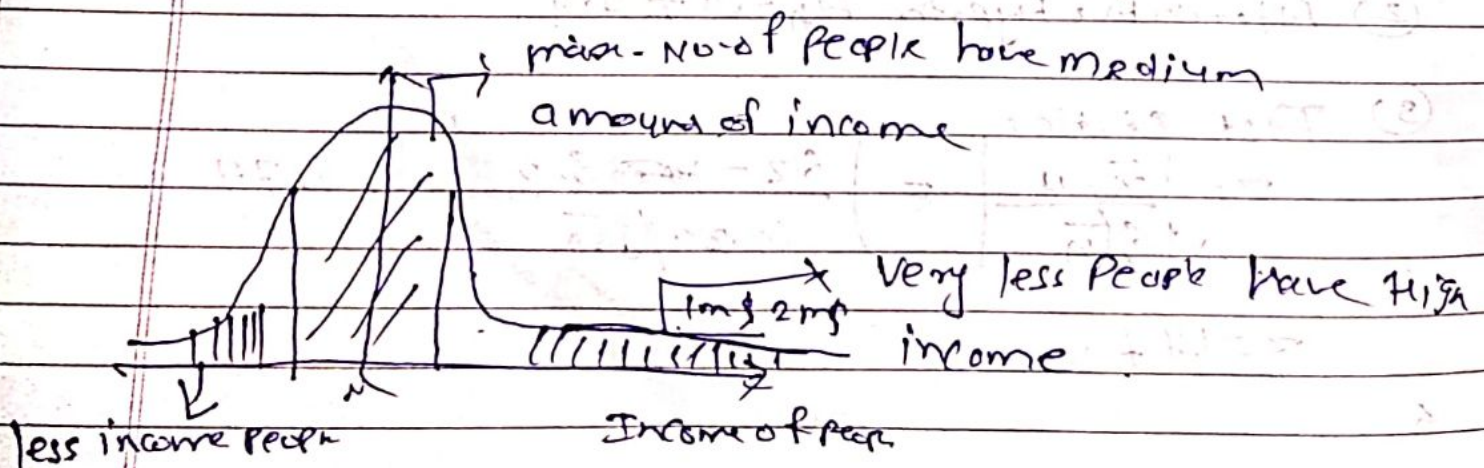 max. No. of people have medium
amount of income
Very less People have High
1m$ 2m$
income
less income people
Income of